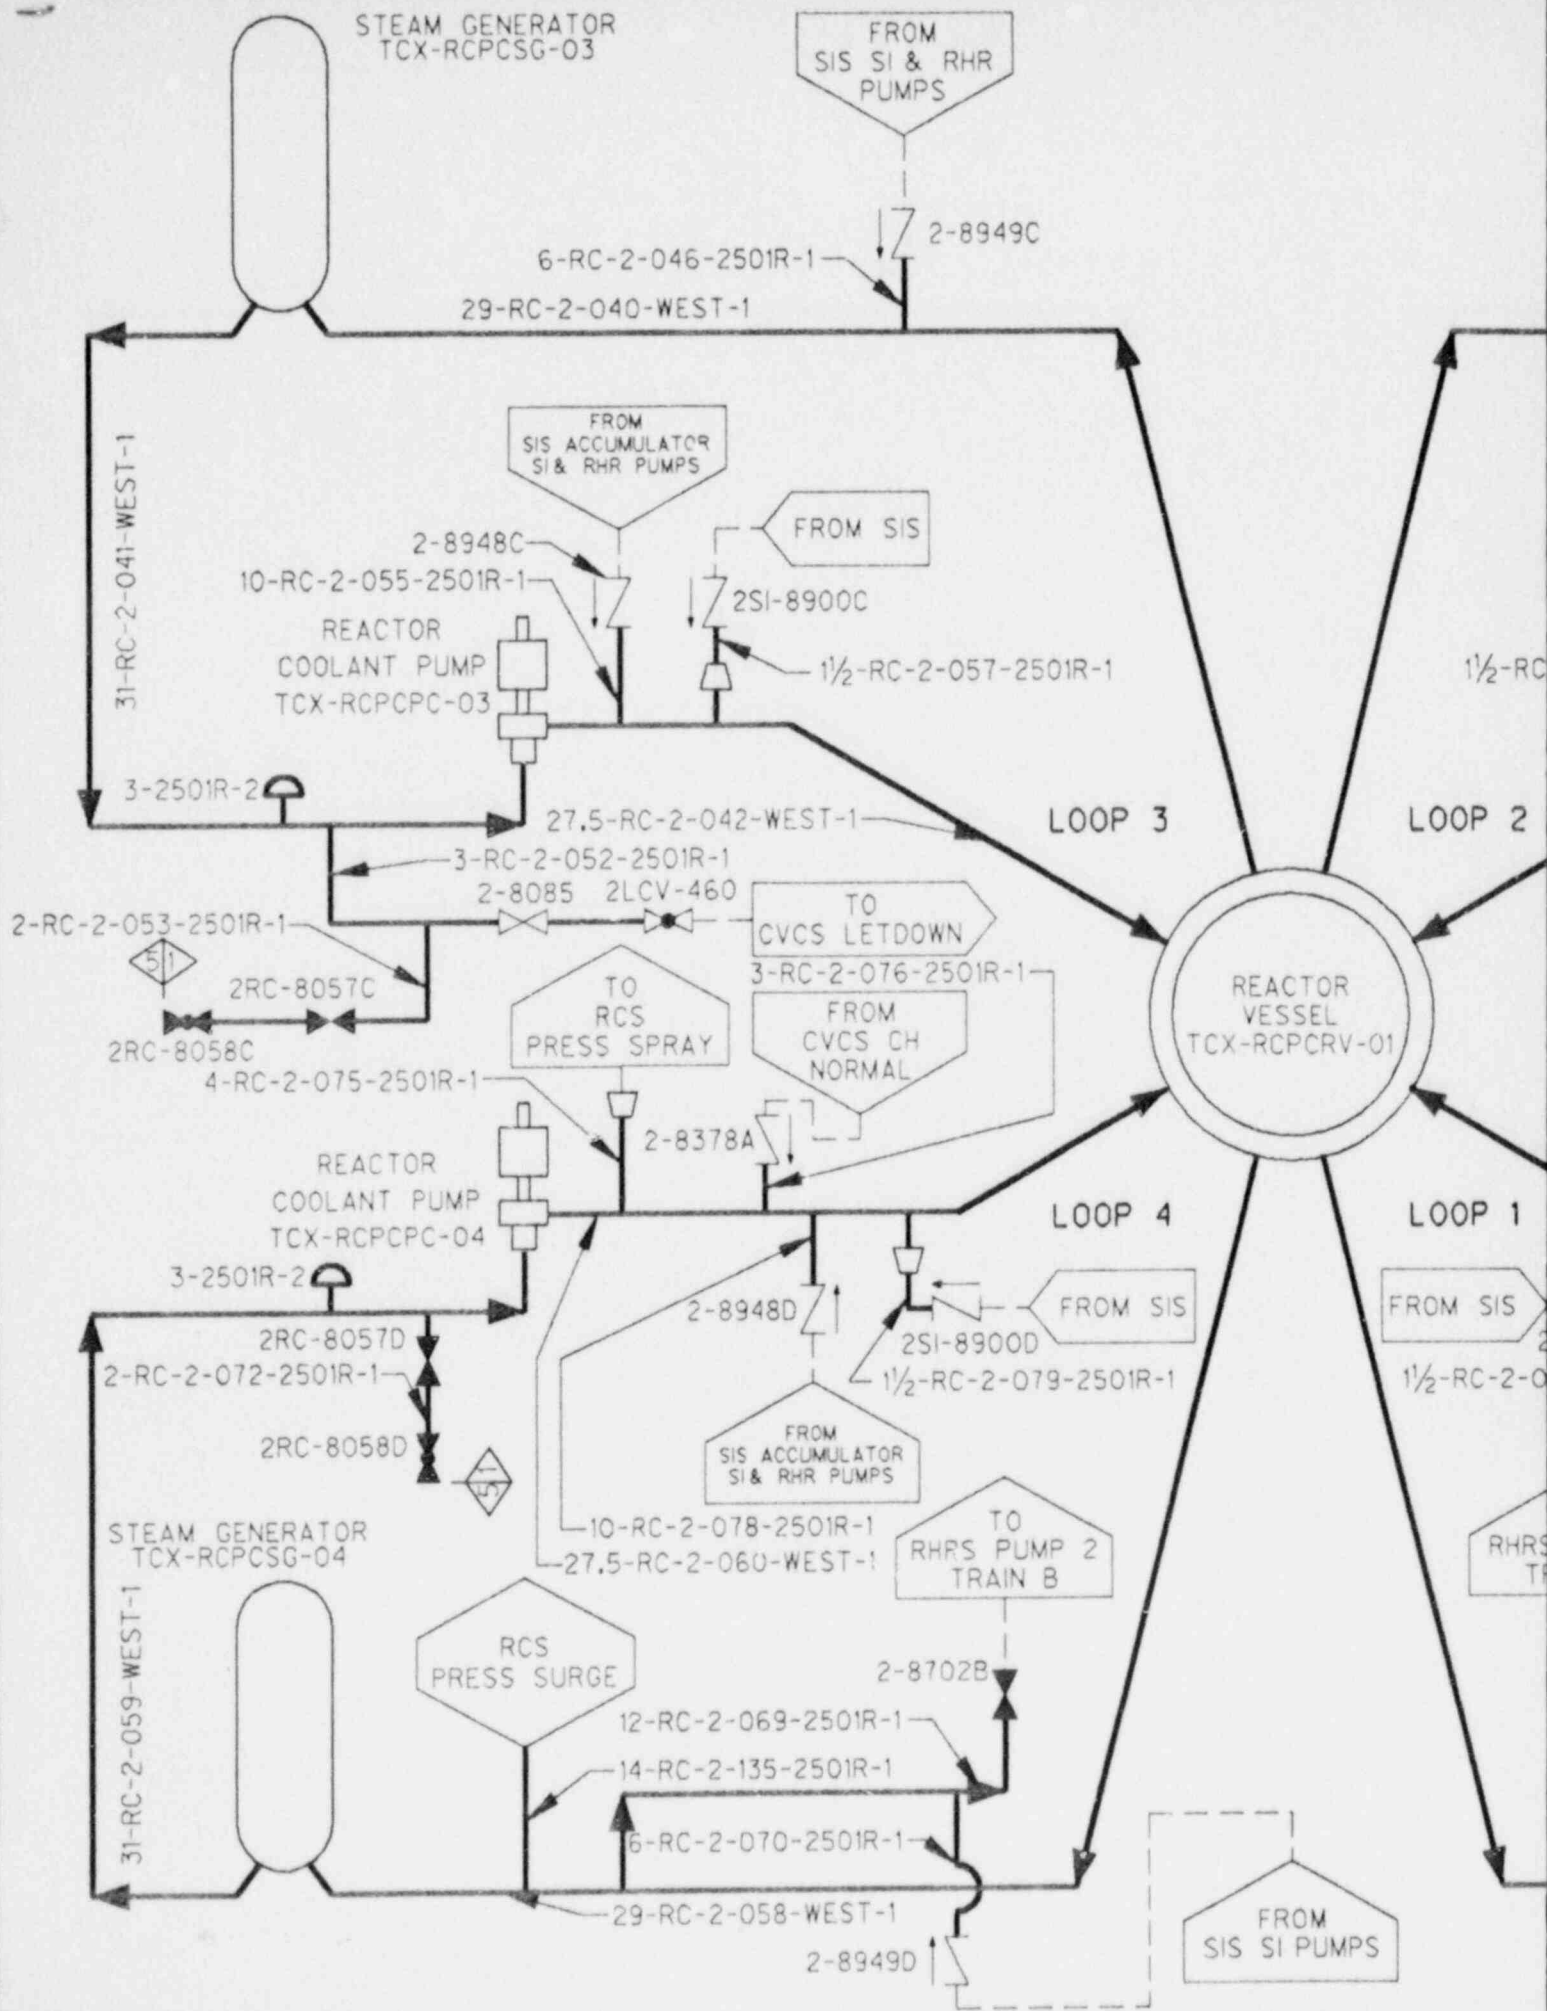 STEAM GENERATOR
TCX-RCPCSG-03
FROM
SIS SI & RHR
PUMPS
2-8949C
6-RC-2-046-2501R-1
29-RC-2-040-WEST-1
31-RC-2-041-WEST-1
FROM
SIS ACCUMULATOR
SI & RHR PUMPS
FROM SIS
2-8948C
10-RC-2-055-2501R-1
2SI-8900C
REACTOR
COOLANT PUMP
TCX-RCPCPC-03
1½-RC-2-057-2501R-1
1½-RC
3-2501R-2
27.5-RC-2-042-WEST-1
LOOP 3
LOOP 2
3-RC-2-052-2501R-1
2-8085
2LCV-460
2-RC-2-053-2501R-1
TO
CVCS LETDOWN
5 1
2RC-8057C
2RC-8058C
3-RC-2-076-2501R-1
TO
RCS
PRESS SPRAY
FROM
CVCS CH
NORMAL
REACTOR
VESSEL
TCX-RCPCRV-01
4-RC-2-075-2501R-1
2-8378A
REACTOR
COOLANT PUMP
TCX-RCPCPC-04
LOOP 4
LOOP 1
3-2501R-2
2-8948D
FROM SIS
FROM SIS
2RC-8057D
2SI-8900D
2
2-RC-2-072-2501R-1
1½-RC-2-079-2501R-1
1½-RC-2-0
2RC-8058D
5 1
FROM
SIS ACCUMULATOR
SI & RHR PUMPS
STEAM GENERATOR
TCX-RCPCSG-04
10-RC-2-078-2501R-1
27.5-RC-2-060-WEST-1
TO
RHRS PUMP 2
TRAIN B
RHRS
TR
31-RC-2-059-WEST-1
RCS
PRESS SURGE
2-8702B
12-RC-2-069-2501R-1
14-RC-2-135-2501R-1
6-RC-2-070-2501R-1
29-RC-2-058-WEST-1
2-8949D
FROM
SIS SI PUMPS